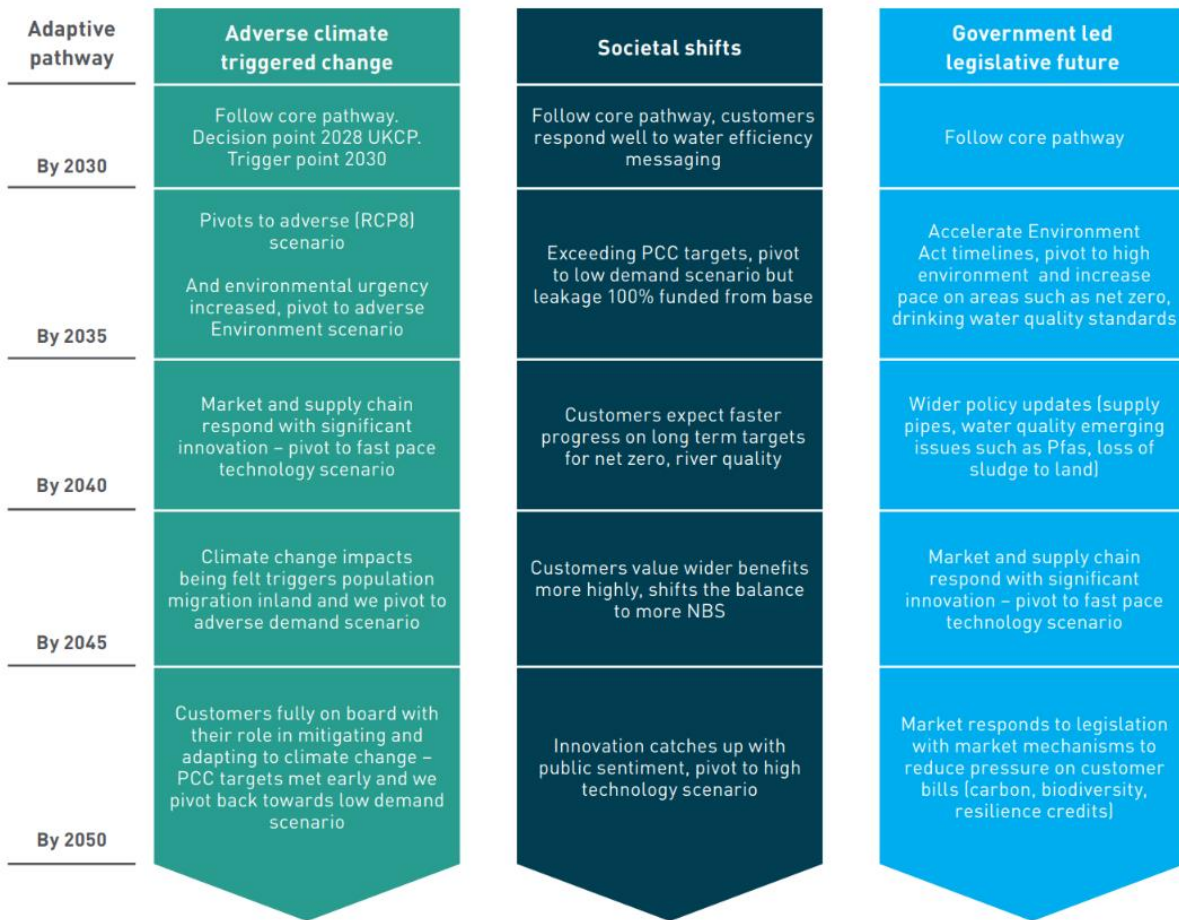 Adaptive
pathway
Adverse climate
triggered change
Societal shifts
Government led
legislative future
By 2030
Follow core pathway.
Decision point 2028 UKCP.
Trigger point 2030
Follow core pathway, customers
respond well to water efficiency
messaging
Follow core pathway
By 2035
Pivots to adverse (RCP8)
scenario
And environmental urgency
increased, pivot to adverse
Environment scenario
Exceeding PCC targets, pivot
to low demand scenario but
leakage 100% funded from base
Accelerate Environment
Act timelines, pivot to high
environment and increase
pace on areas such as net zero,
drinking water quality standards
By 2040
Market and supply chain
respond with significant
innovation – pivot to fast pace
technology scenario
Customers expect faster
progress on long term targets
for net zero, river quality
Wider policy updates (supply
pipes, water quality emerging
issues such as Pfas, loss of
sludge to land)
By 2045
Climate change impacts
being felt triggers population
migration inland and we pivot to
adverse demand scenario
Customers value wider benefits
more highly, shifts the balance
to more NBS
Market and supply chain
respond with significant
innovation – pivot to fast pace
technology scenario
By 2050
Customers fully on board with
their role in mitigating and
adapting to climate change –
PCC targets met early and we
pivot back towards low demand
scenario
Innovation catches up with
public sentiment, pivot to high
technology scenario
Market responds to legislation
with market mechanisms to
reduce pressure on customer
bills (carbon, biodiversity,
resilience credits)